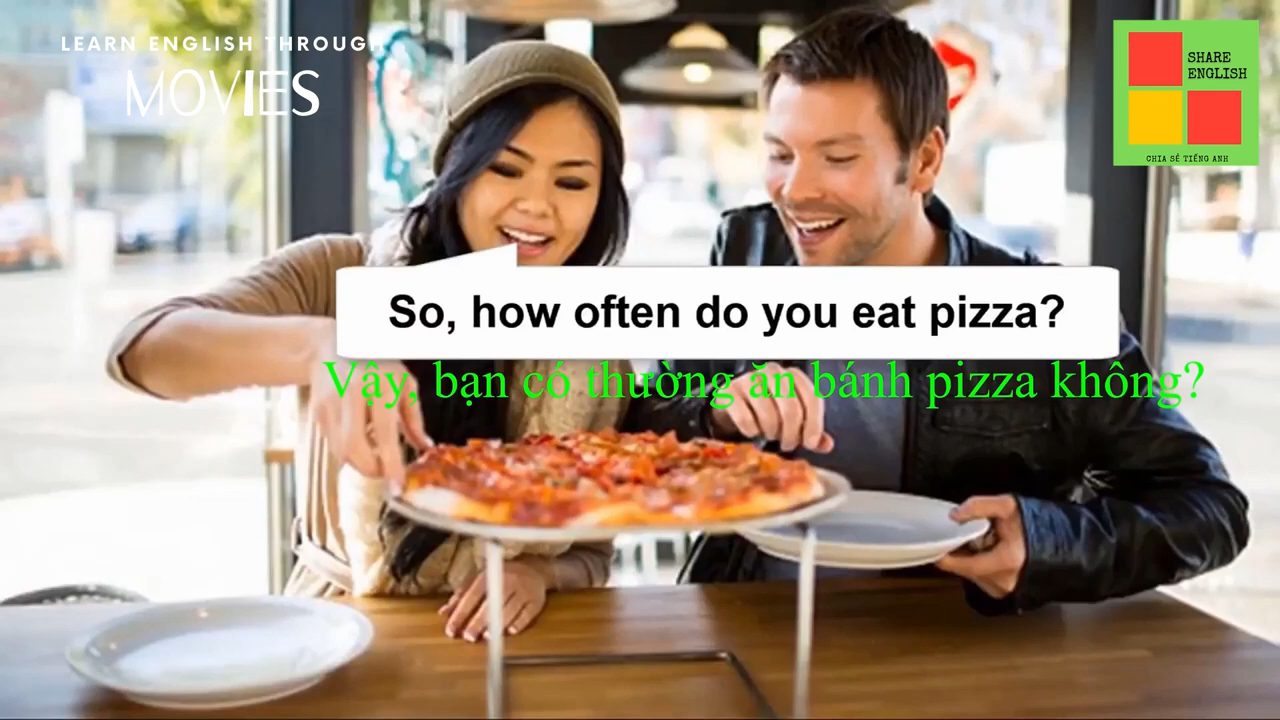 LEARN ENGLISH THROUGH
MOVIES
SHARE
ENGLISH
CHIA SẺ TIẾNG ANH
So, how often do you eat pizza?
Vậy, bạn có thường ăn bánh pizza không?